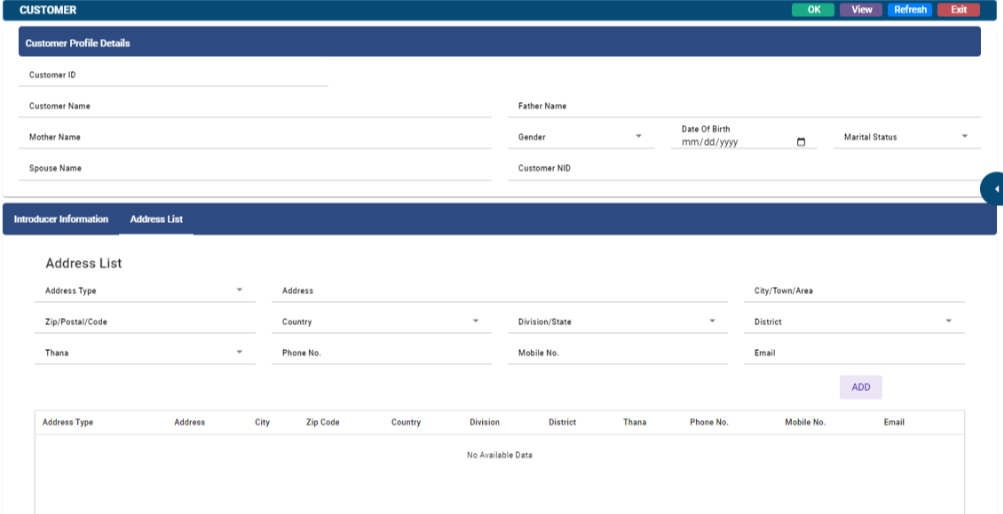 CUSTOMER OK View Refresh Exit
Customer Profile Details
Customer ID
Customer Name Father Name
Mother Name Gender Date Of Birth mm/dd/yyyy Marital Status
Spouse Name Customer NID
Introducer Information Address List
Address List
Address Type Address City/Town/Area
Zip/Postal/Code Country Division/State District
Thana Phone No. Mobile No. Email
ADD
Address Type Address City Zip Code Country Division District Thana Phone No. Mobile No. Email
No Available Data